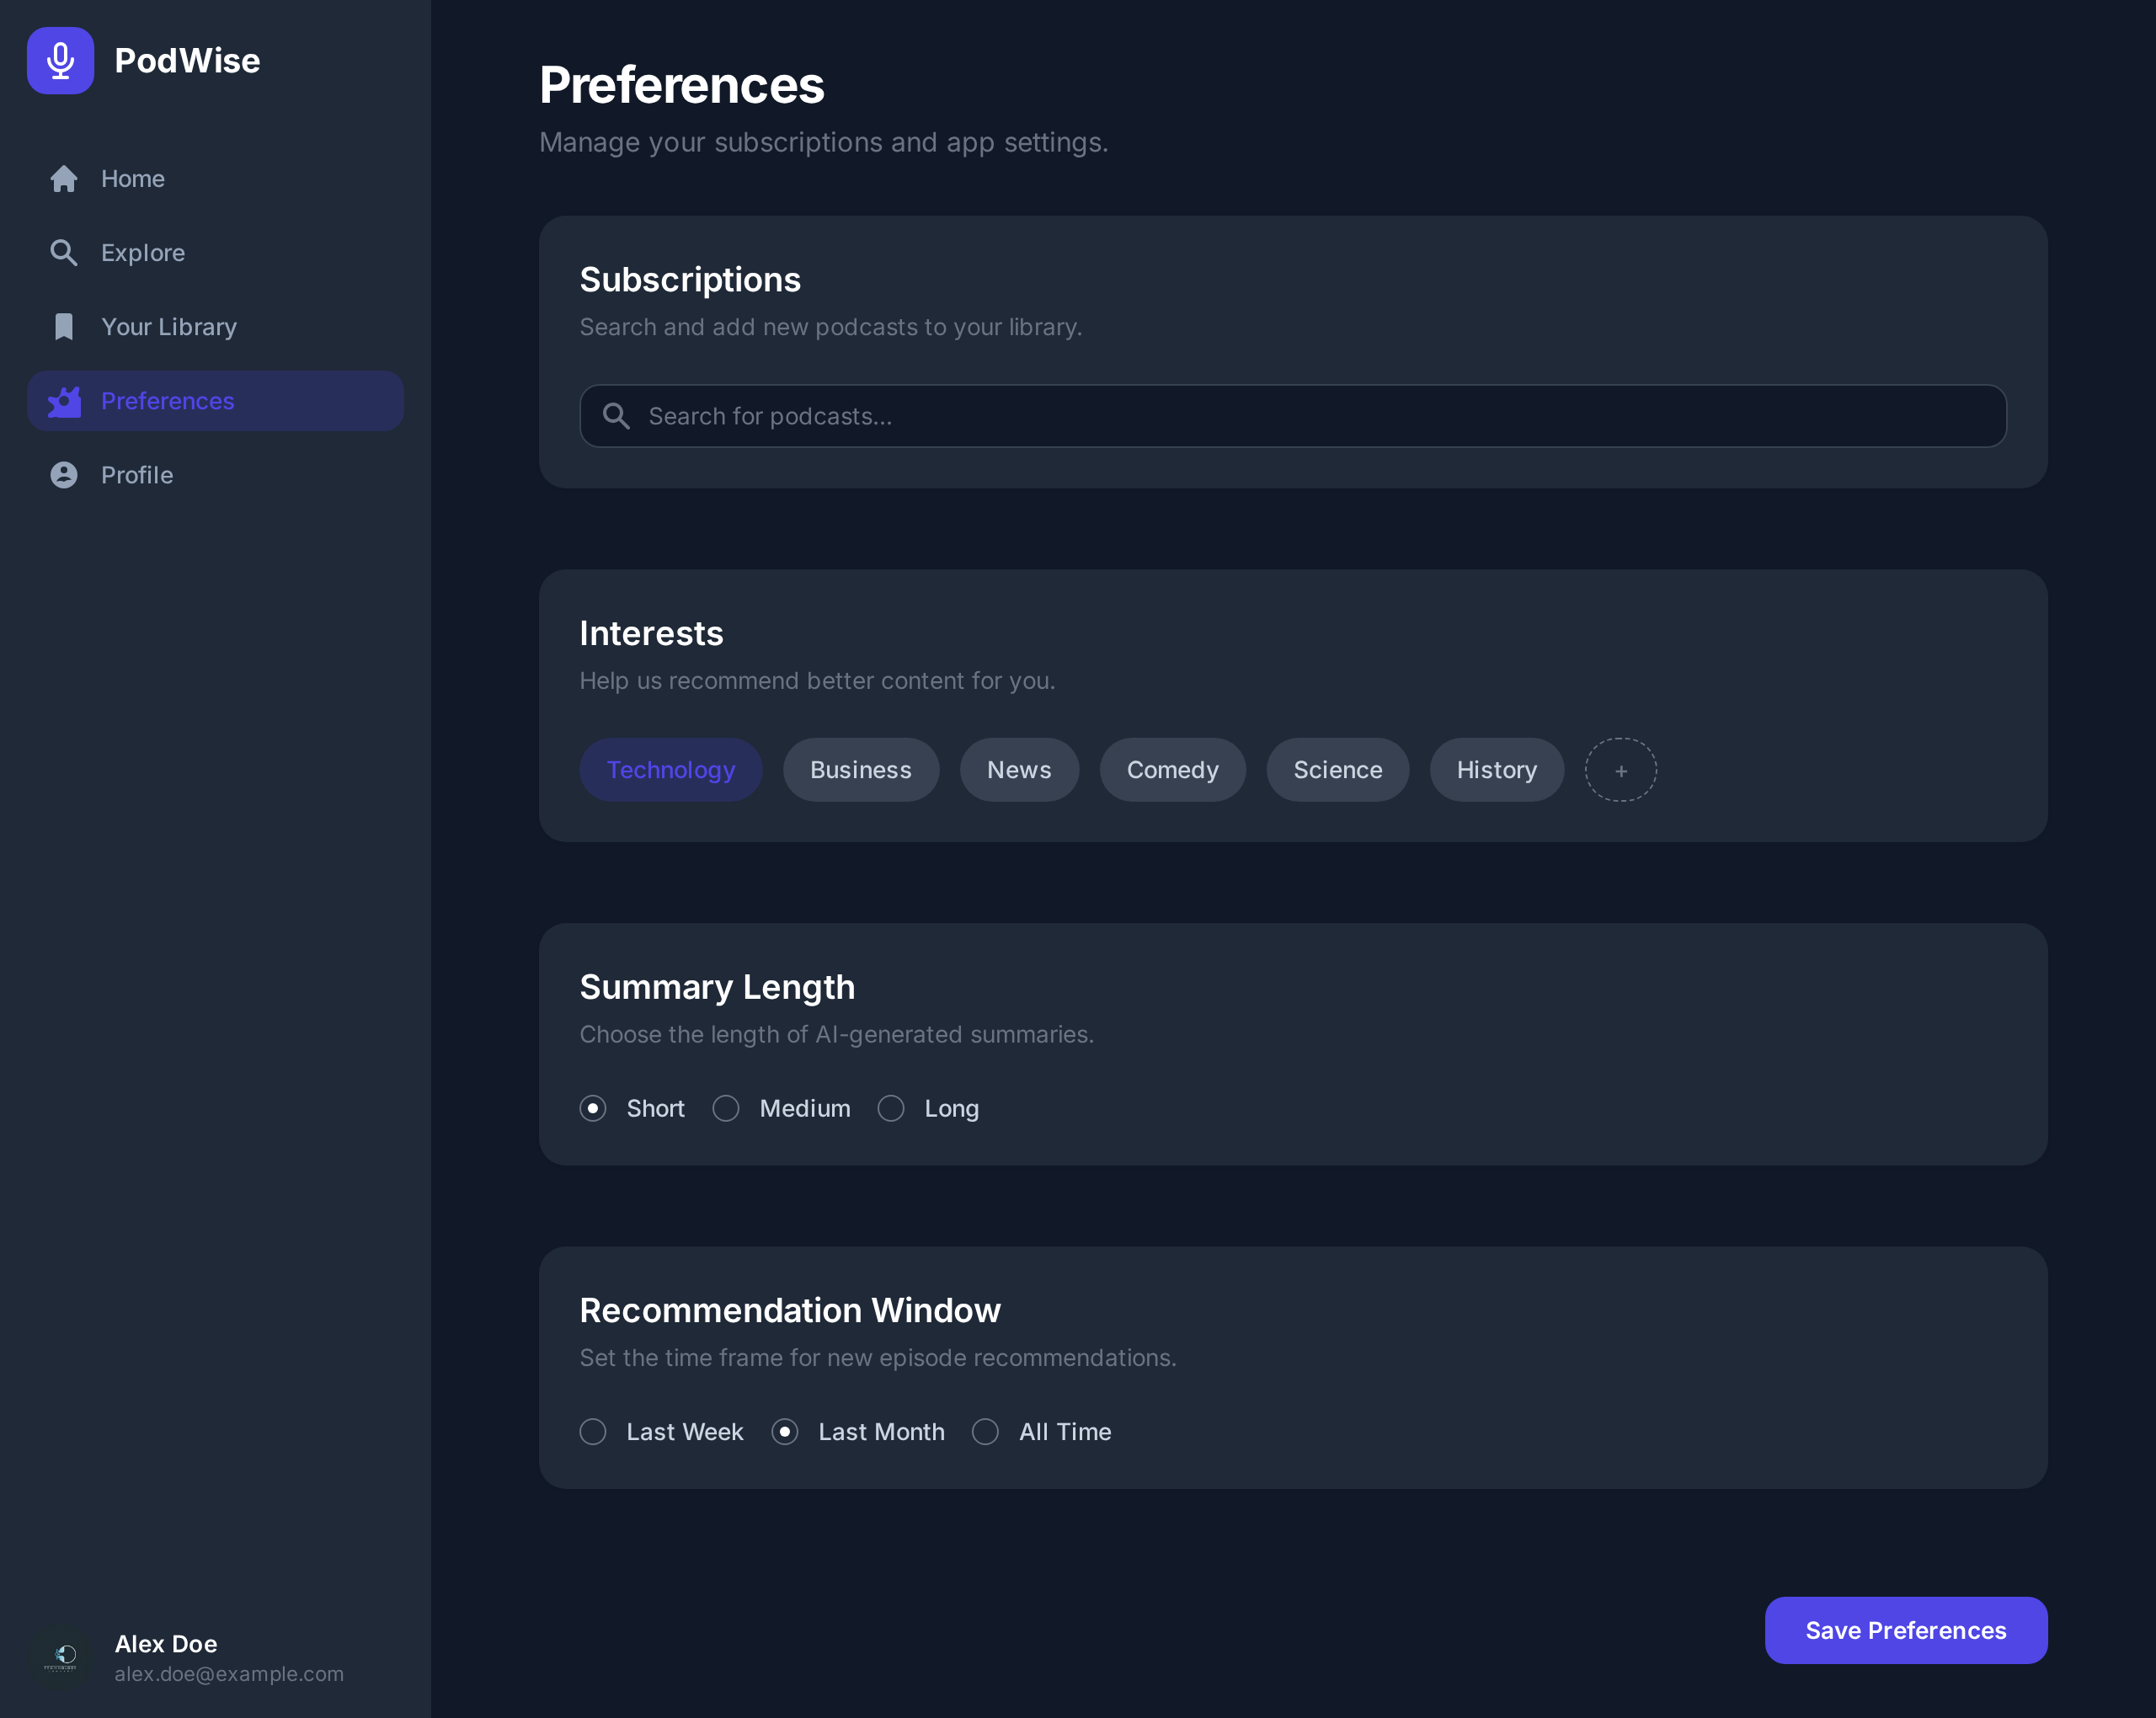 PodWise
Home
Explore
Your Library
Preferences
Profile
Alex Doe
alex.doe@example.com
Preferences
Manage your subscriptions and app settings.
Subscriptions
Search and add new podcasts to your library.
Search for podcasts...
Interests
Help us recommend better content for you.
Technology Business News Comedy Science History +
Summary Length
Choose the length of AI-generated summaries.
Short Medium Long
Recommendation Window
Set the time frame for new episode recommendations.
Last Week Last Month All Time
Save Preferences